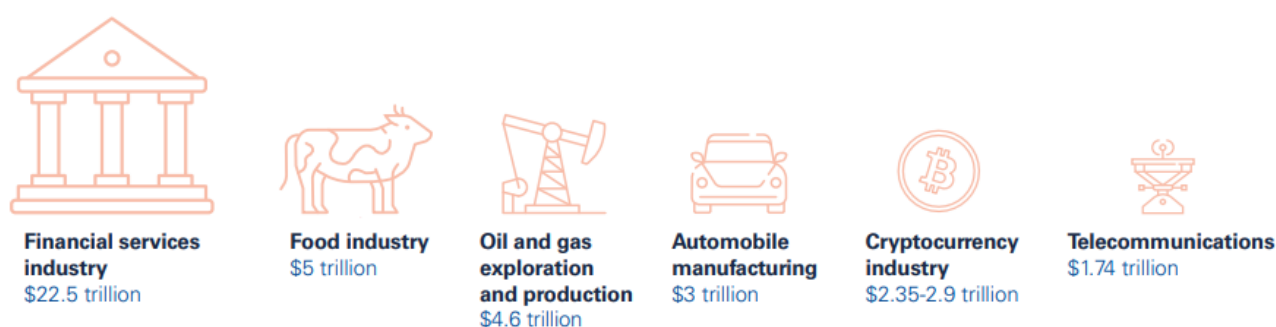 Financial services
industry
$22.5 trillion
Food industry
$5 trillion
Oil and gas
exploration
and production
$4.6 trillion
Automobile
manufacturing
$3 trillion
Cryptocurrency
industry
$2.35-2.9 trillion
Telecommunications
$1.74 trillion